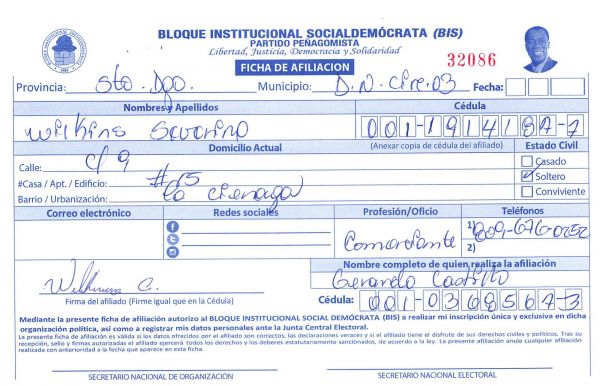 BLOQUE INSTITUCIONAL SOCIALDEMÓCRATA (BIS)
PARTIDO PEÑAGOMISTA
Libertad, Justicia, Democracia y Solidaridad
FICHA DE AFILIACION
32086
Provincia: Sto. Dgo. Municipio: D.N. Circ. 03 Fecha:
Nombres y Apellidos Cédula
Wilkins Severino 001-1914187-7
Domicilio Actual (Anexar copia de cédula del afiliado) Estado Civil
Calle: C/ 9 Casado
#Casa / Apt. / Edificio: #15 Soltero
Barrio / Urbanización: La Cienaga Conviviente
Correo electrónico Redes sociales Profesión/Oficio Teléfonos
Comerciante 1) 809-676-0252
2)
Nombre completo de quien realiza la afiliación
Gerardo Castillo
Firma del afiliado (Firme igual que en la Cédula) Cédula: 001-0368564-3
Mediante la presente ficha de afiliación autorizo al BLOQUE INSTITUCIONAL SOCIAL DEMÓCRATA (BIS) a realizar mi inscripción única y exclusiva en dicha
organización política, así como a registrar mis datos personales ante la Junta Central Electoral.
La presente ficha de afiliación es válida si los datos ofrecidos por el afiliado son correctos, las declaraciones veraces y si el afiliado tiene el disfrute de sus derechos civiles y políticos. Tras su
recepción, sello y firmas autorizadas el afiliado ejercerá todos los derechos y los deberes estatutariamente sancionados, de acuerdo a la ley. La presente afiliación anula cualquier afiliación
realizada con anterioridad a la fecha que aparece en esta ficha.
SECRETARIO NACIONAL DE ORGANIZACIÓN SECRETARIO NACIONAL ELECTORAL